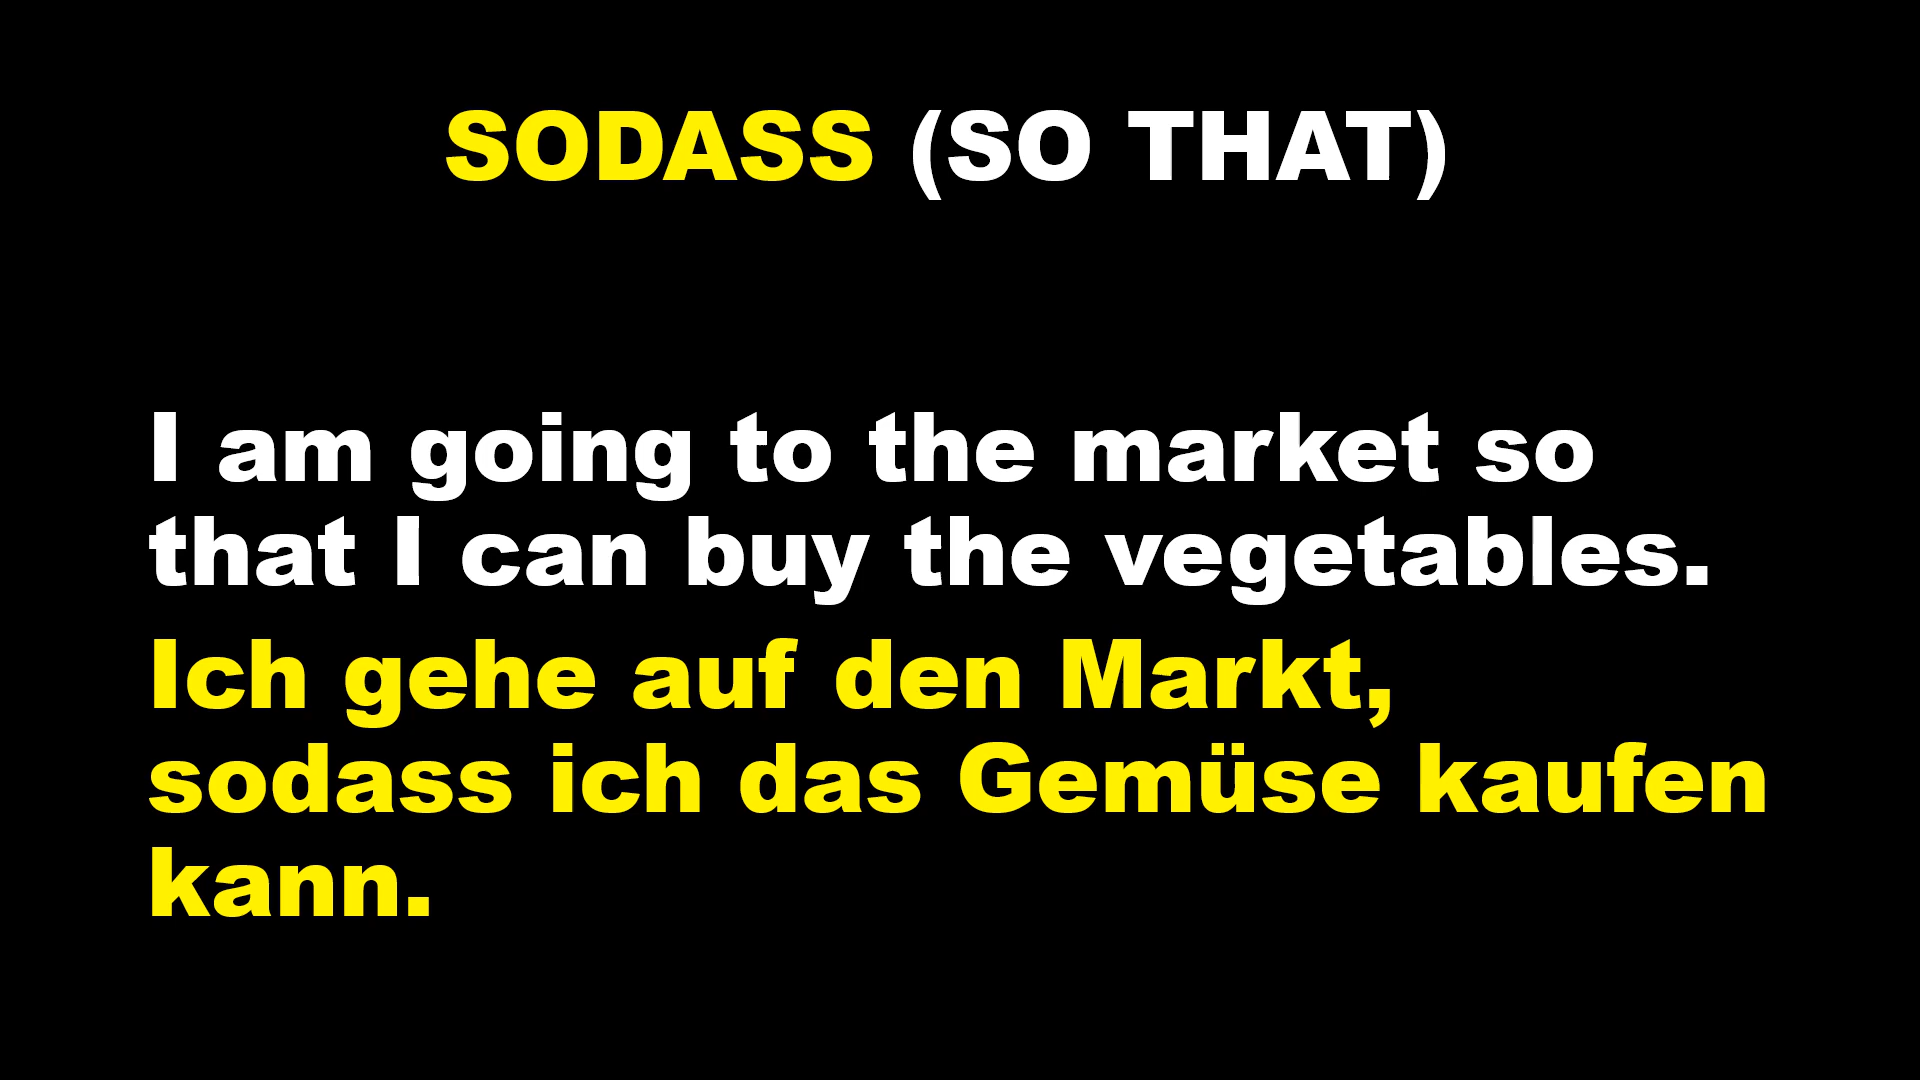 SODASS (SO THAT)
I am going to the market so
that I can buy the vegetables.
Ich gehe auf den Markt,
sodass ich das Gemüse kaufen
kann.